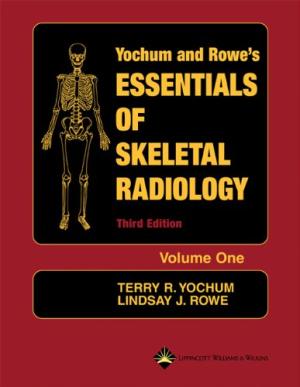 Yochum and Rowe's
ESSENTIALS
OF
SKELETAL
RADIOLOGY
Third Edition
Volume One
TERRY R. YOCHUM
LINDSAY J. ROWE
LIPPINCOTT WILLIAMS & WILKINS